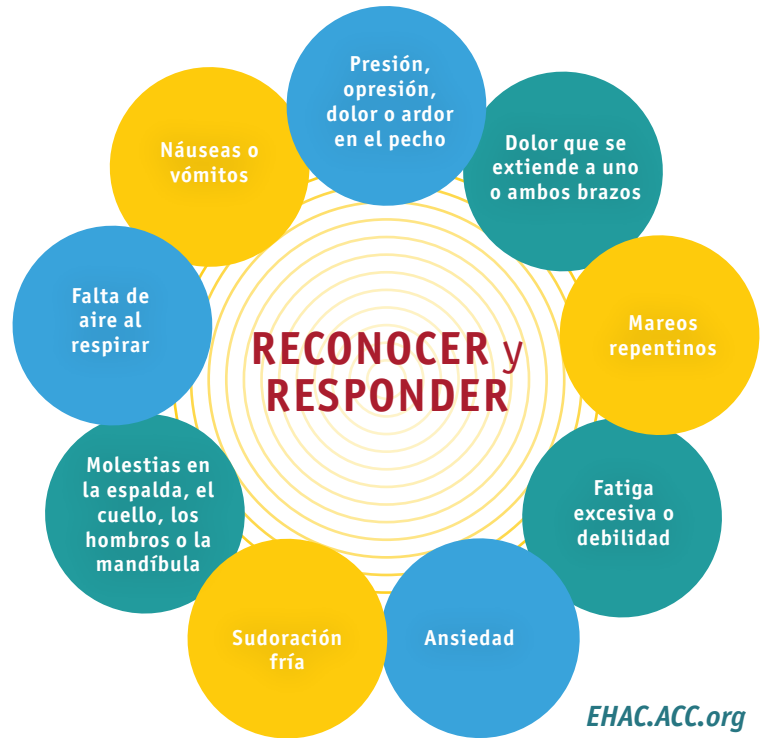 Presión,
opresión,
dolor o ardor
en el pecho
Dolor que se
extiende a uno
o ambos brazos
Mareos
repentinos
Fatiga
excesiva o
debilidad
Ansiedad
Sudoración
fría
Molestias en
la espalda, el
cuello, los
hombros o la
mandíbula
Falta de
aire al
respirar
Náuseas o
vómitos
RECONOCER y
RESPONDER
EHAC.ACC.org